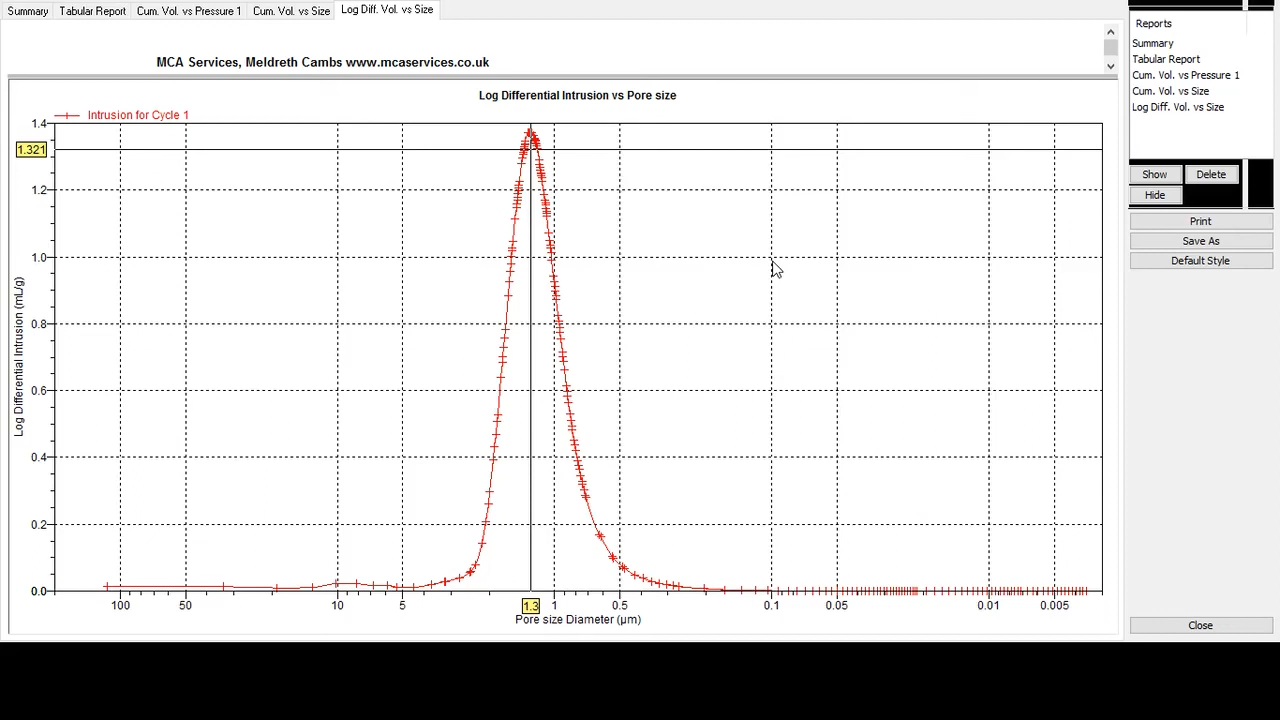 Summary Tabular Report Cum. Vol. vs Pressure 1 Cum. Vol. vs Size Log Diff. Vol. vs Size
MCA Services, Meldreth Cambs www.mcaservices.co.uk
Log Differential Intrusion vs Pore size
Intrusion for Cycle 1
1.4
1.321
1.2
1.0
0.8
0.6
0.4
0.2
0.0
Log Differential Intrusion (mL/g)
100 50 10 5 1.3 1 0.5 0.1 0.05 0.01 0.005
Pore size Diameter (µm)
Reports
Summary
Tabular Report
Cum. Vol. vs Pressure 1
Cum. Vol. vs Size
Log Diff. Vol. vs Size
Show Delete
Hide
Print
Save As
Default Style
Close